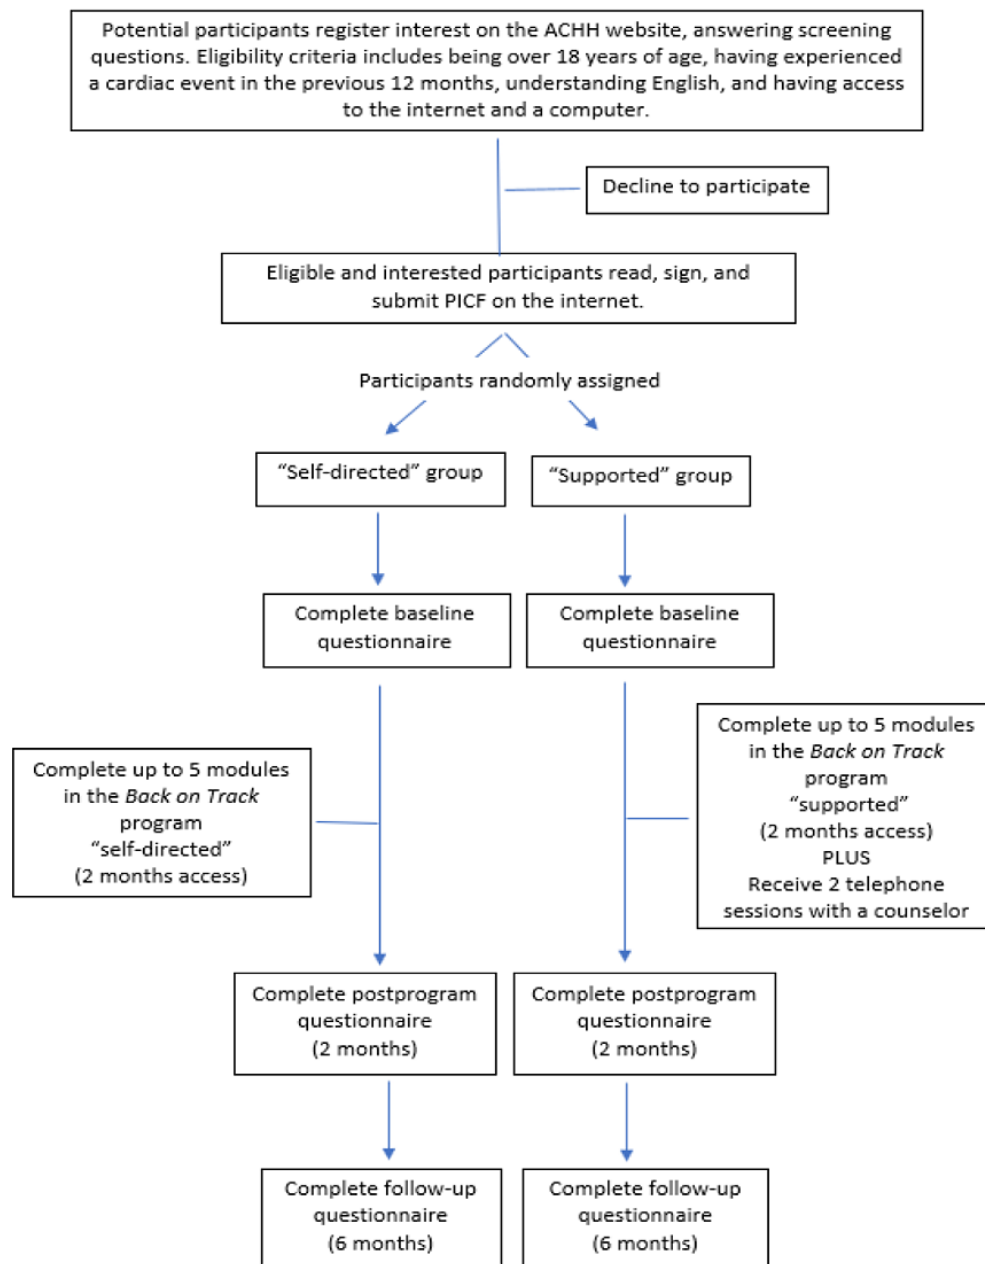 Potential participants register interest on the ACHH website, answering screening
questions. Eligibility criteria includes being over 18 years of age, having experienced
a cardiac event in the previous 12 months, understanding English, and having access
to the internet and a computer.
Decline to participate
Eligible and interested participants read, sign, and
submit PICF on the internet.
Participants randomly assigned
“Self-directed” group
“Supported” group
Complete baseline
questionnaire
Complete baseline
questionnaire
Complete up to 5 modules
in the Back on Track
program
“self-directed”
(2 months access)
Complete up to 5 modules
in the Back on Track
program
“supported”
(2 months access)
PLUS
Receive 2 telephone
sessions with a counselor
Complete postprogram
questionnaire
(2 months)
Complete postprogram
questionnaire
(2 months)
Complete follow-up
questionnaire
(6 months)
Complete follow-up
questionnaire
(6 months)